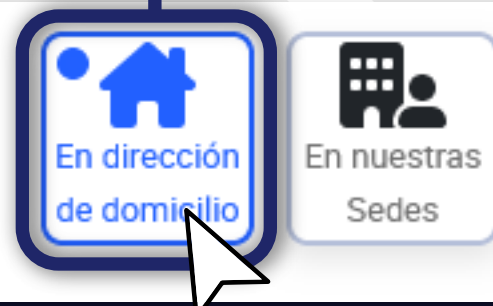 En dirección
de domicilio
En nuestras
Sedes